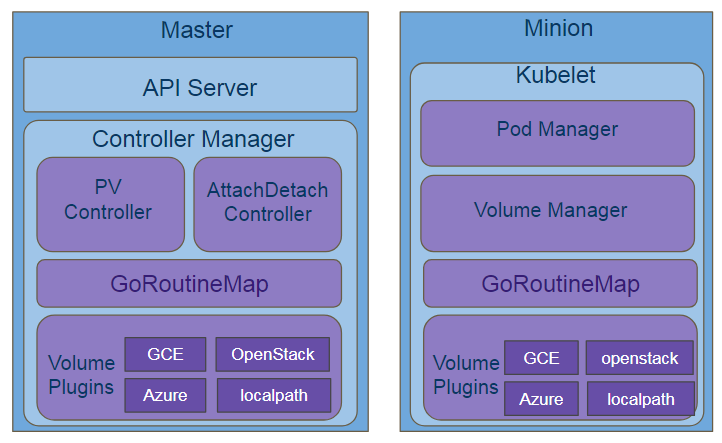 Master
API Server
Controller Manager
PV
Controller
AttachDetach
Controller
GoRoutineMap
Volume
Plugins
GCE
OpenStack
Azure
localpath
Minion
Kubelet
Pod Manager
Volume Manager
GoRoutineMap
Volume
Plugins
GCE
openstack
Azure
localpath